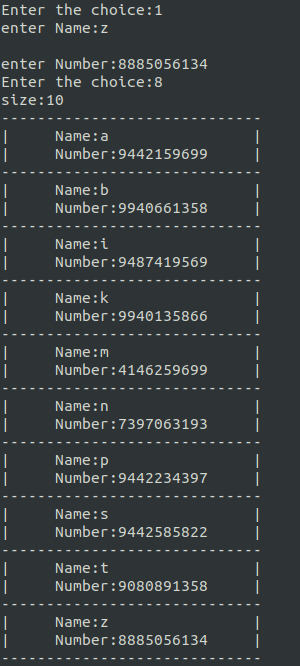 Enter the choice:1
enter Name:z

enter Number:8885056134
Enter the choice:8
size:10
-----------------------------
|     Name:a                |
|     Number:9442159699     |
-----------------------------
|     Name:b                |
|     Number:9940661358     |
-----------------------------
|     Name:i                |
|     Number:9487419569     |
-----------------------------
|     Name:k                |
|     Number:9940135866     |
-----------------------------
|     Name:m                |
|     Number:4146259699     |
-----------------------------
|     Name:n                |
|     Number:7397063193     |
-----------------------------
|     Name:p                |
|     Number:9442234397     |
-----------------------------
|     Name:s                |
|     Number:9442585822     |
-----------------------------
|     Name:t                |
|     Number:9080891358     |
-----------------------------
|     Name:z                |
|     Number:8885056134     |
-----------------------------